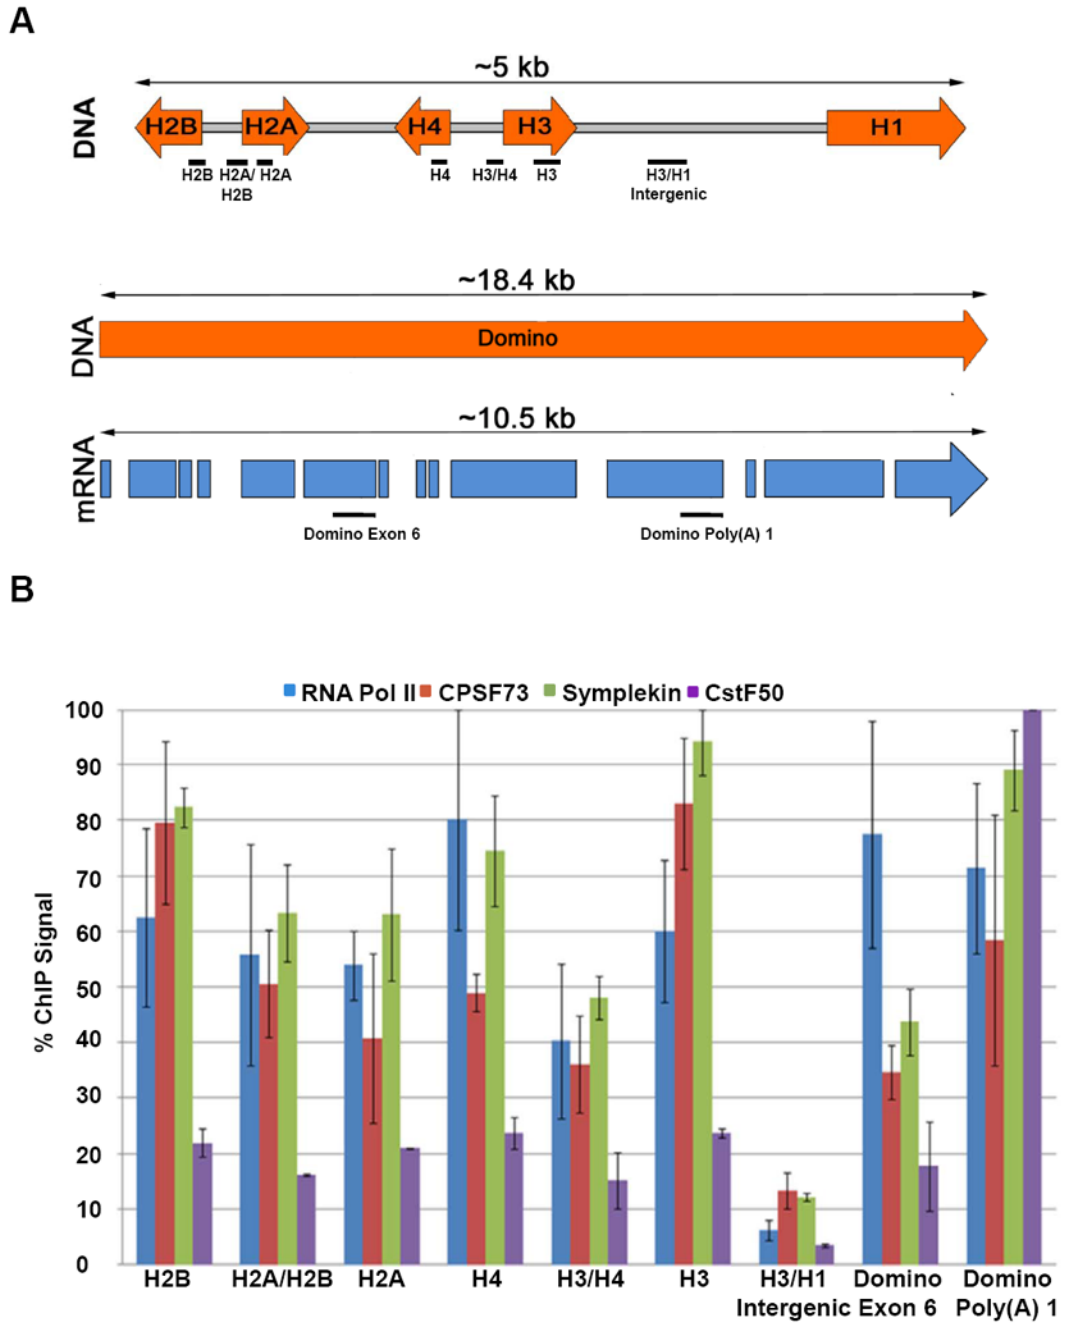 A
~5 kb
DNA
H2B H2A H4 H3 H1
H2B H2A/ H2A H4 H3/H4 H3 H3/H1
H2B Intergenic
~18.4 kb
DNA
Domino
~10.5 kb
mRNA
Domino Exon 6 Domino Poly(A) 1
B
RNA Pol II CPSF73 Symplekin CstF50
% ChIP Signal
100
90
80
70
60
50
40
30
20
10
0
H2B H2A/H2B H2A H4 H3/H4 H3 H3/H1 Domino Domino
Intergenic Exon 6 Poly(A) 1